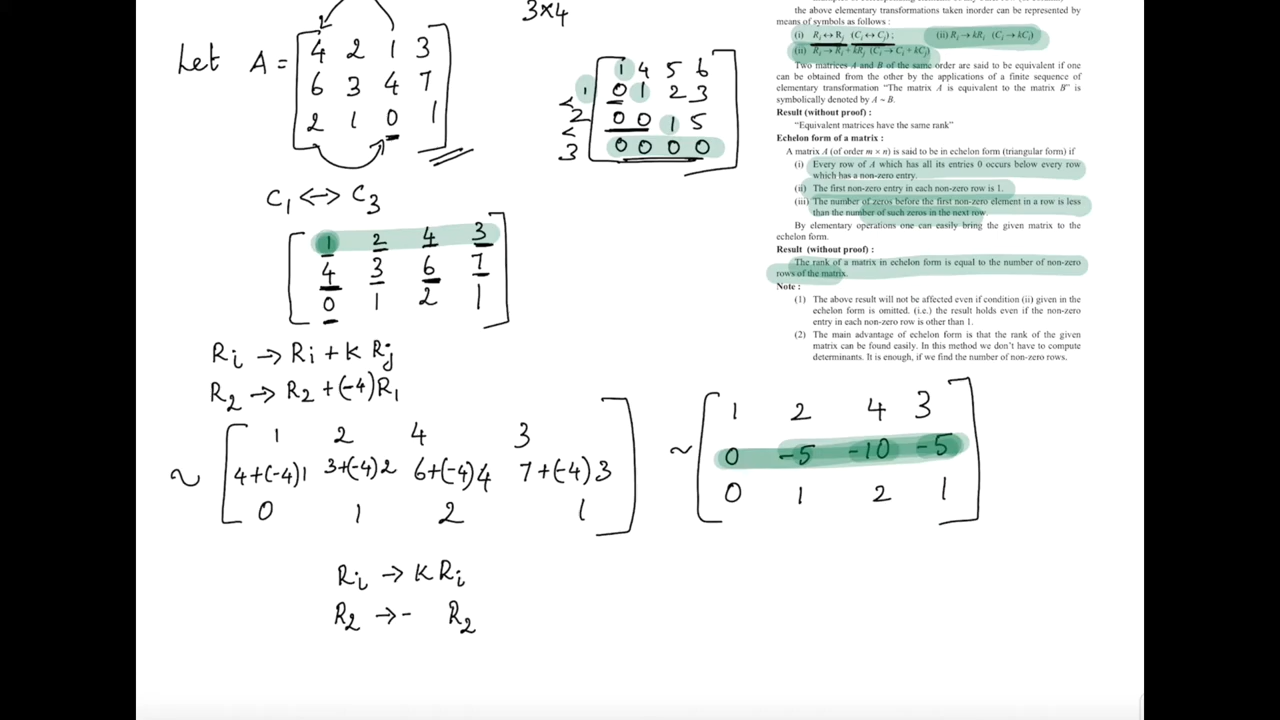 the above elementary transformations taken inorder can be represented by
means of symbols as follows :
(i) Ri ↔ Rj (Ci ↔ Cj) ; (ii) Ri → kRi (Ci → kCi)
(ii) Ri → Ri + kRj (Ci → Ci + kCj)
Two matrices A and B of the same order are said to be equivalent if one
can be obtained from the other by the applications of a finite sequence of
elementary transformation "The matrix A is equivalent to the matrix B" is
symbolically denoted by A ~ B.
Result (without proof) :
"Equivalent matrices have the same rank"
Echelon form of a matrix :
A matrix A (of order m × n) is said to be in echelon form (triangular form) if
(i) Every row of A which has all its entries 0 occurs below every row
which has a non-zero entry.
(ii) The first non-zero entry in each non-zero row is 1.
(iii) The number of zeros before the first non-zero element in a row is less
than the number of such zeros in the next row.
By elementary operations one can easily bring the given matrix to the
echelon form.
Result (without proof) :
The rank of a matrix in echelon form is equal to the number of non-zero
rows of the matrix.
Note :
(1) The above result will not be affected even if condition (ii) given in the
echelon form is omitted. (i.e.) the result holds even if the non-zero
entry in each non-zero row is other than 1.
(2) The main advantage of echelon form is that the rank of the given
matrix can be found easily. In this method we don't have to compute
determinants. It is enough, if we find the number of non-zero rows.
3×4
Let A =
4 2 1 3
6 3 4 7
2 1 0 1
1 4 5 6
1 0 1 2 3
<
2 0 0 1 5
<
3 0 0 0 0
C1 <-> C3
1 2 4 3
4 3 6 7
0 1 2 1
Ri → Ri + K Rj
R2 → R2 + (-4)R1
1 2 4 3
~ 4+(-4)1 3+(-4)2 6+(-4)4 7+(-4)3
0 1 2 1
1 2 4 3
~ 0 -5 -10 -5
0 1 2 1
Ri → K Ri
R2 → - R2